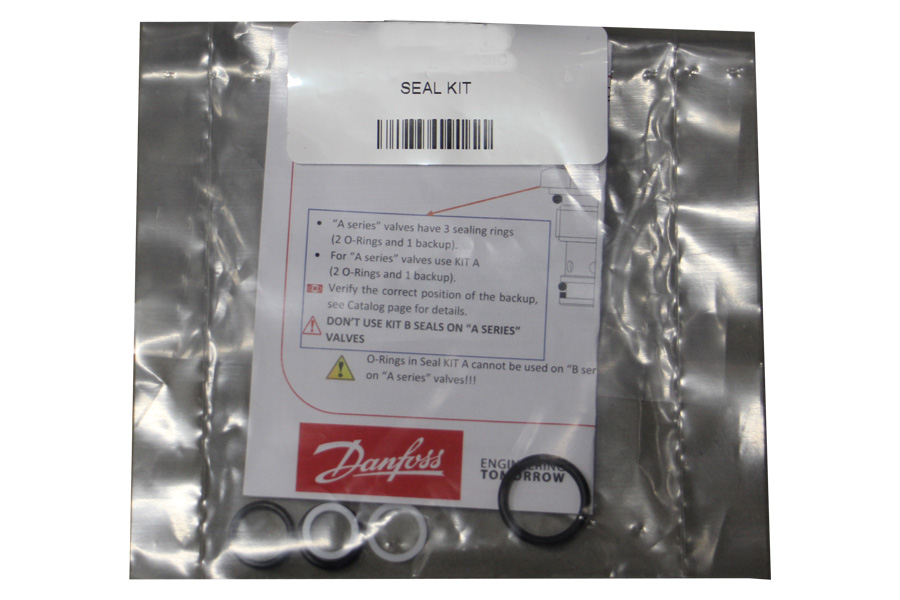 SEAL KIT
• "A series" valves have 3 sealing rings
(2 O-Rings and 1 backup).
• For "A series" valves use KIT A
(2 O-Rings and 1 backup).
Verify the correct position of the backup,
see Catalog page for details.
DON'T USE KIT B SEALS ON "A SERIES"
VALVES
O-Rings in Seal KIT A cannot be used on "B ser
on "A series" valves!!!
Danfoss
ENGINEERING
TOMORROW